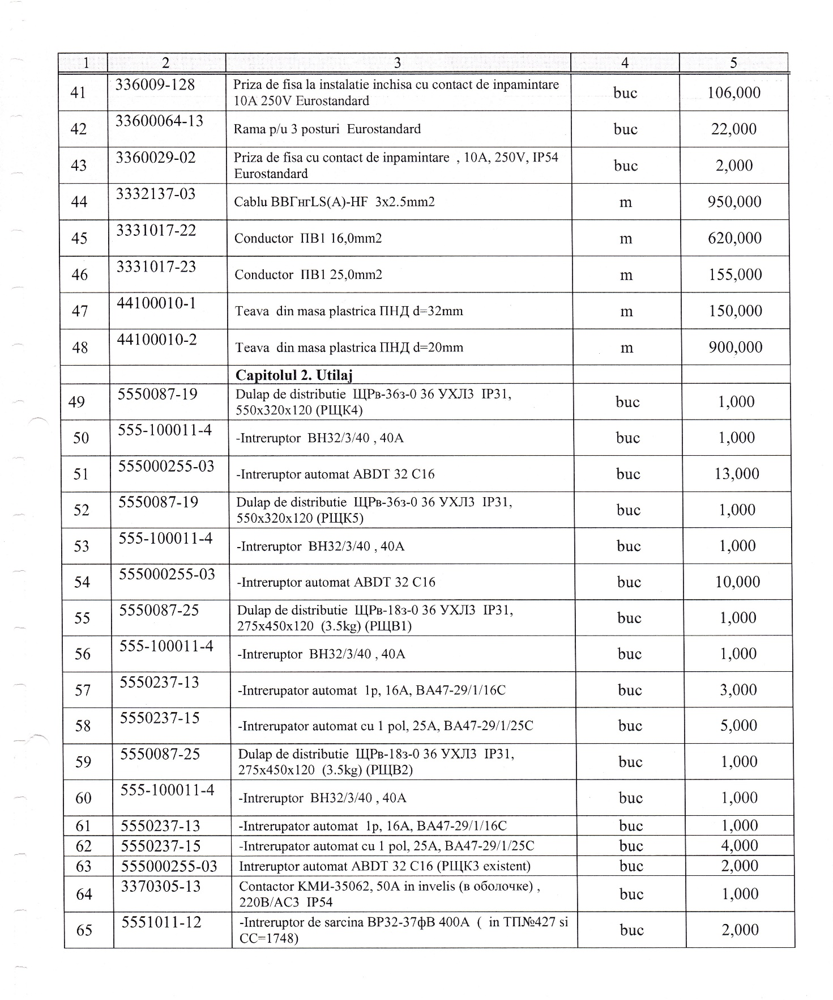 1 2 3 4 5
41 336009-128 Priza de fisa la instalatie inchisa cu contact de inpamintare buc 106,000
10A 250V Eurostandard
42 33600064-13 Rama p/u 3 posturi Eurostandard buc 22,000
43 3360029-02 Priza de fisa cu contact de inpamintare , 10A, 250V, IP54 buc 2,000
Eurostandard
44 3332137-03 Cablu ВВГнгLS(A)-HF 3x2.5mm2 m 950,000
45 3331017-22 Conductor ПВ1 16,0mm2 m 620,000
46 3331017-23 Conductor ПВ1 25,0mm2 m 155,000
47 44100010-1 Teava din masa plastrica ПНД d=32mm m 150,000
48 44100010-2 Teava din masa plastrica ПНД d=20mm m 900,000
Capitolul 2. Utilaj
49 5550087-19 Dulap de distributie ЩРв-36з-0 36 УХЛ3 IP31, buc 1,000
550x320x120 (РЩК4)
50 555-100011-4 -Intreruptor ВН32/3/40 , 40A buc 1,000
51 555000255-03 -Intreruptor automat ABDT 32 C16 buc 13,000
52 5550087-19 Dulap de distributie ЩРв-36з-0 36 УХЛ3 IP31, buc 1,000
550x320x120 (РЩК5)
53 555-100011-4 -Intreruptor ВН32/3/40 , 40A buc 1,000
54 555000255-03 -Intreruptor automat ABDT 32 C16 buc 10,000
55 5550087-25 Dulap de distributie ЩРв-18з-0 36 УХЛ3 IP31, buc 1,000
275x450x120 (3.5kg) (РЩВ1)
56 555-100011-4 -Intreruptor ВН32/3/40 , 40A buc 1,000
57 5550237-13 -Intrerupator automat 1p, 16A, BA47-29/1/16C buc 3,000
58 5550237-15 -Intrerupator automat cu 1 pol, 25A, BA47-29/1/25C buc 5,000
59 5550087-25 Dulap de distributie ЩРв-18з-0 36 УХЛ3 IP31, buc 1,000
275x450x120 (3.5kg) (РЩВ2)
60 555-100011-4 -Intreruptor ВН32/3/40 , 40A buc 1,000
61 5550237-13 -Intrerupator automat 1p, 16A, BA47-29/1/16C buc 1,000
62 5550237-15 -Intrerupator automat cu 1 pol, 25A, BA47-29/1/25C buc 4,000
63 555000255-03 Intreruptor automat ABDT 32 C16 (РЩК3 existent) buc 2,000
64 3370305-13 Contactor КМИ-35062, 50A in invelis (в оболочке) , buc 1,000
220В/АС3 IP54
65 5551011-12 -Intreruptor de sarcina ВР32-37фВ 400A ( in ТП№427 si buc 2,000
CC=1748)